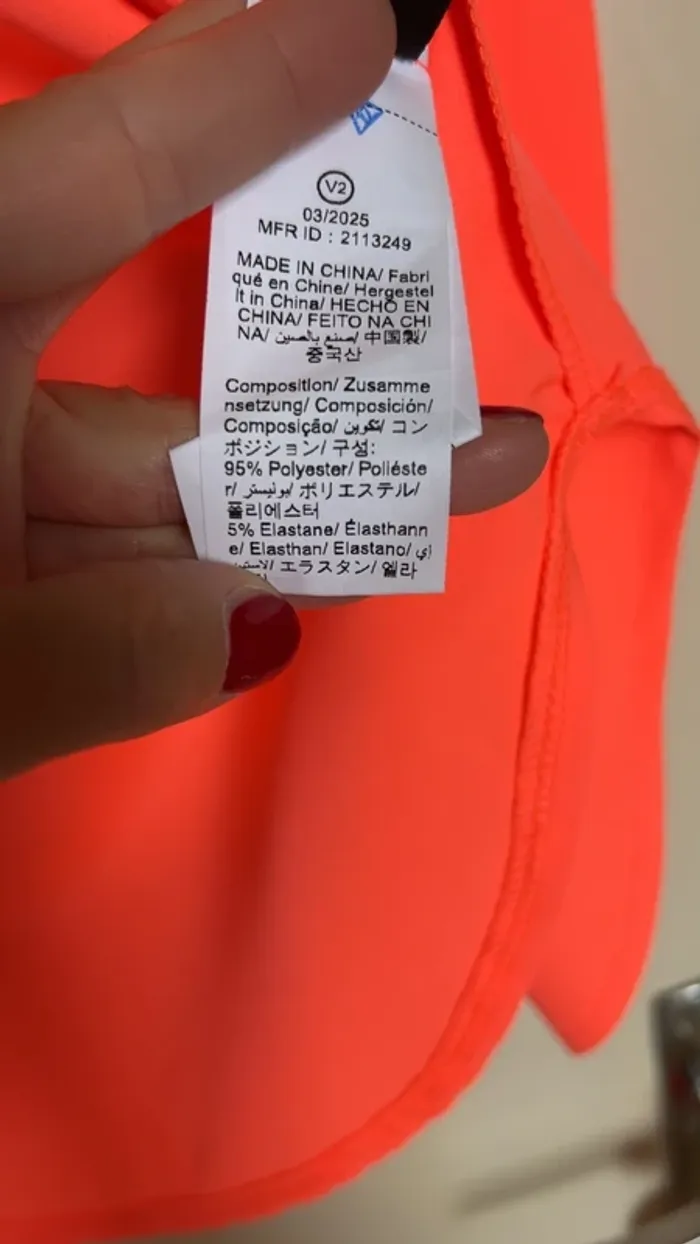 V2
03/2025
MFR ID : 2113249
MADE IN CHINA/ Fabri
qué en Chine/ Hergestel
lt in China/ HECHO EN
CHINA/ FEITO NA CHI
NA/ صنع بالصين/ 中国製/
중국산
Composition/ Zusamme
nsetzung/ Composición/
Composição/ تكوين/ コン
ポジション/ 구성:
95% Polyester/ Poliéste
r/ بوليستر/ ポリエステル/
폴리에스터
5% Elastane/ Élasthann
e/ Elasthan/ Elastano/ إي
لاستين/ エラスタン/ 엘라